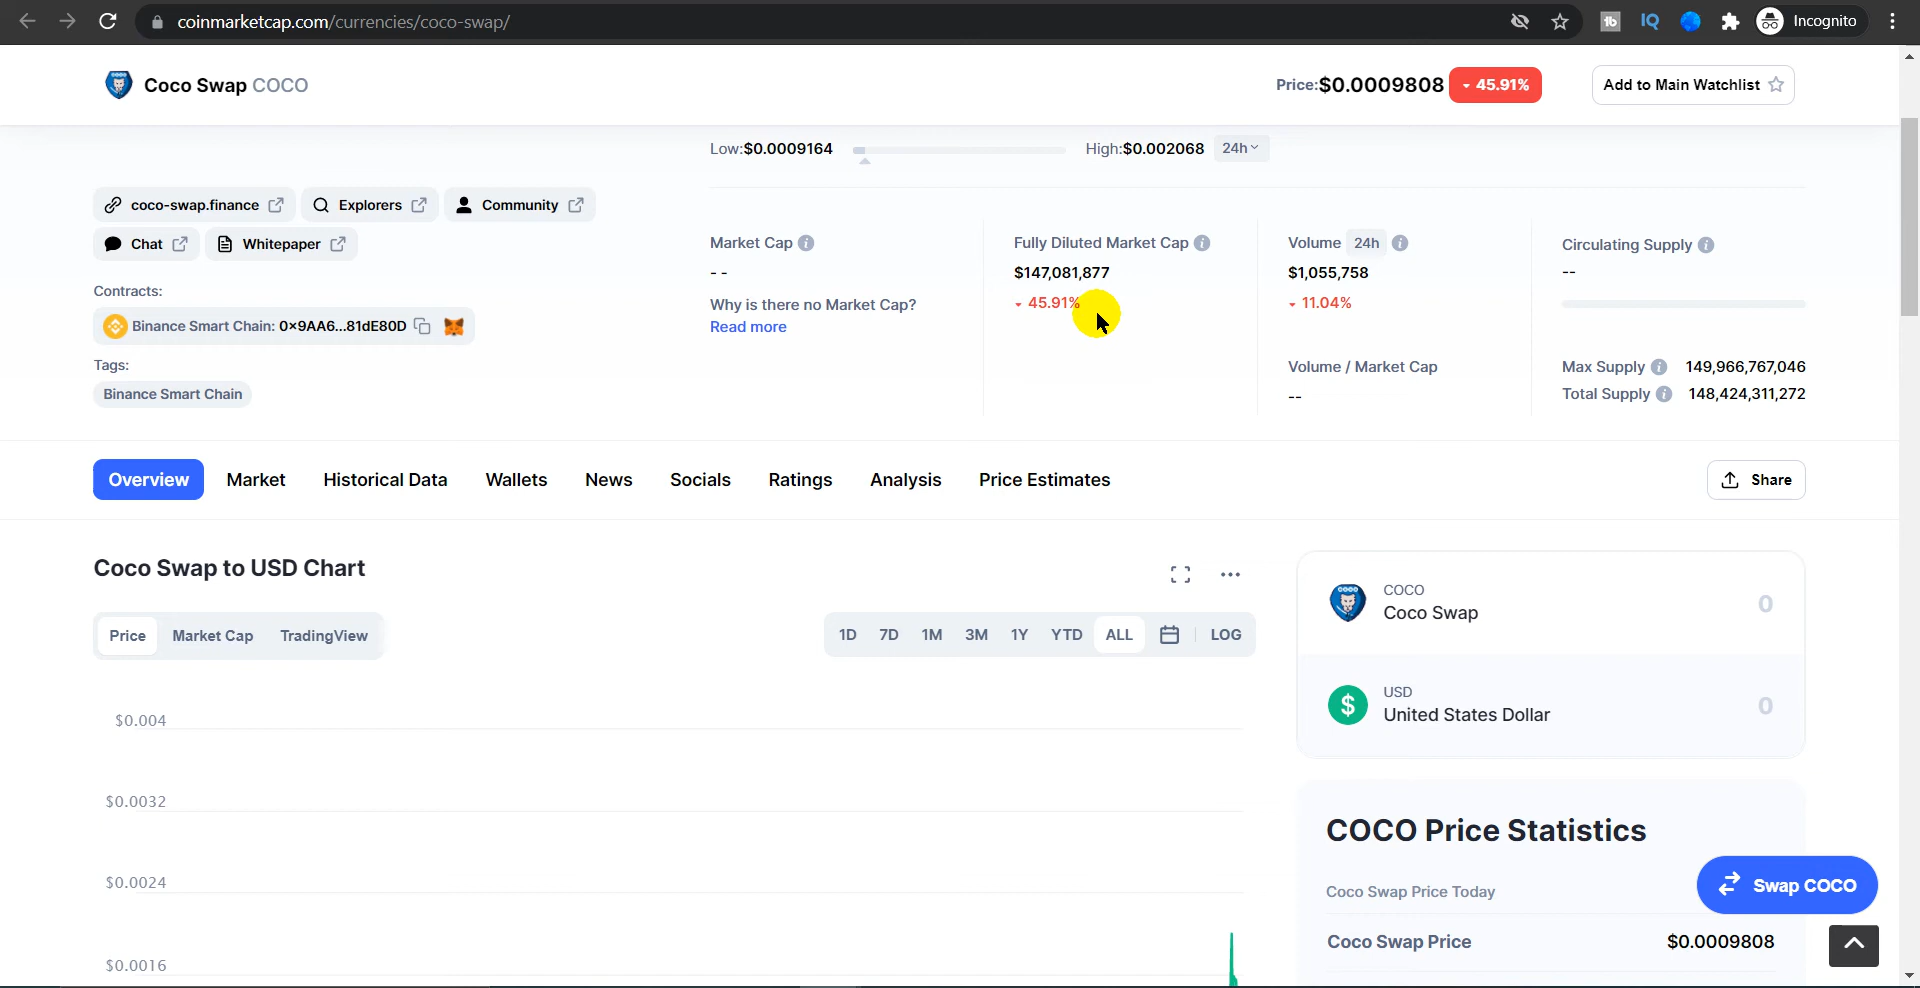 coinmarketcap.com/currencies/coco-swap/
Incognito
Coco Swap COCO
Price:$0.0009808 45.91%
Add to Main Watchlist
Low:$0.0009164
High:$0.002068 24h
coco-swap.finance
Explorers
Community
Chat
Whitepaper
Contracts:
Binance Smart Chain: 0×9AA6...81dE80D
Tags:
Binance Smart Chain
Market Cap
- -
Why is there no Market Cap?
Read more
Fully Diluted Market Cap
$147,081,877
45.91%
Volume 24h
$1,055,758
11.04%
Volume / Market Cap
--
Circulating Supply
--
Max Supply 149,966,767,046
Total Supply 148,424,311,272
Overview Market Historical Data Wallets News Socials Ratings Analysis Price Estimates
Share
Coco Swap to USD Chart
Price Market Cap TradingView
1D 7D 1M 3M 1Y YTD ALL LOG
$0.004
$0.0032
$0.0024
$0.0016
COCO
Coco Swap
0
USD
United States Dollar
0
COCO Price Statistics
Coco Swap Price Today
Coco Swap Price $0.0009808
Swap COCO